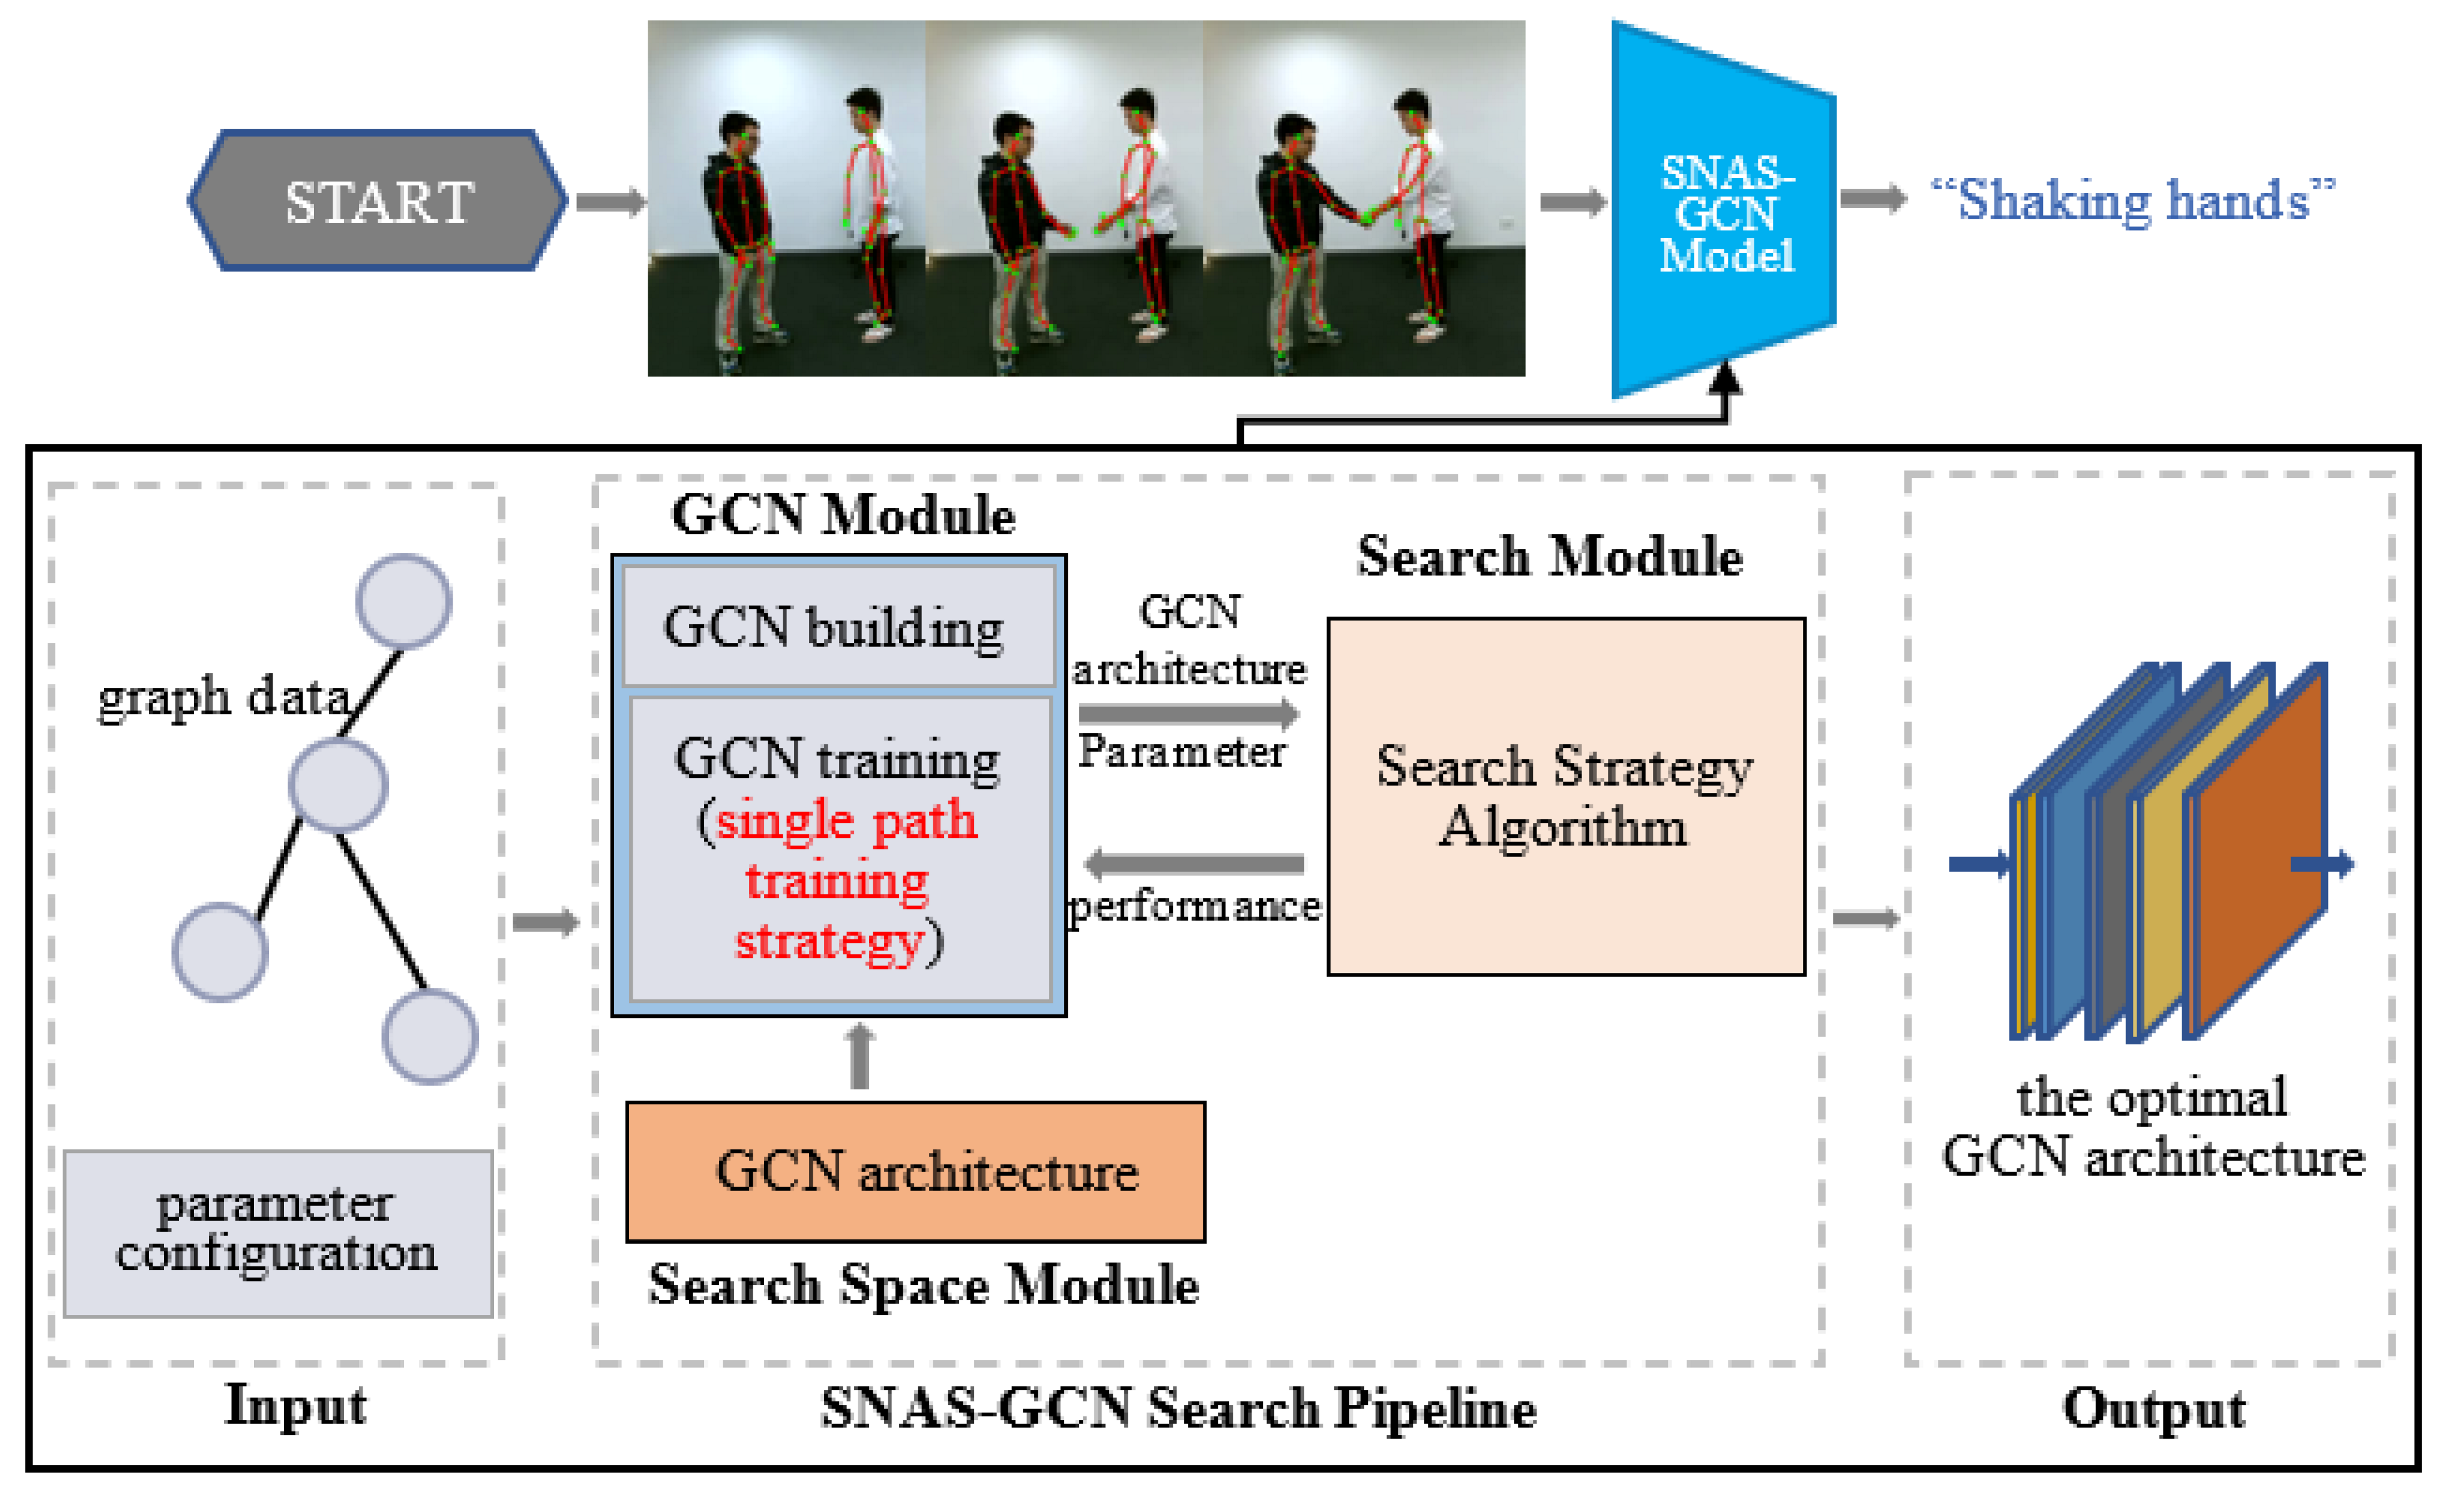 START
SNAS-
GCN
Model
“Shaking hands”
graph data
parameter
configuration
Input
GCN Module
GCN building
GCN training
(single path
training
strategy)
GCN
architecture
Parameter
performance
Search Module
Search Strategy
Algorithm
GCN architecture
Search Space Module
SNAS-GCN Search Pipeline
the optimal
GCN architecture
Output